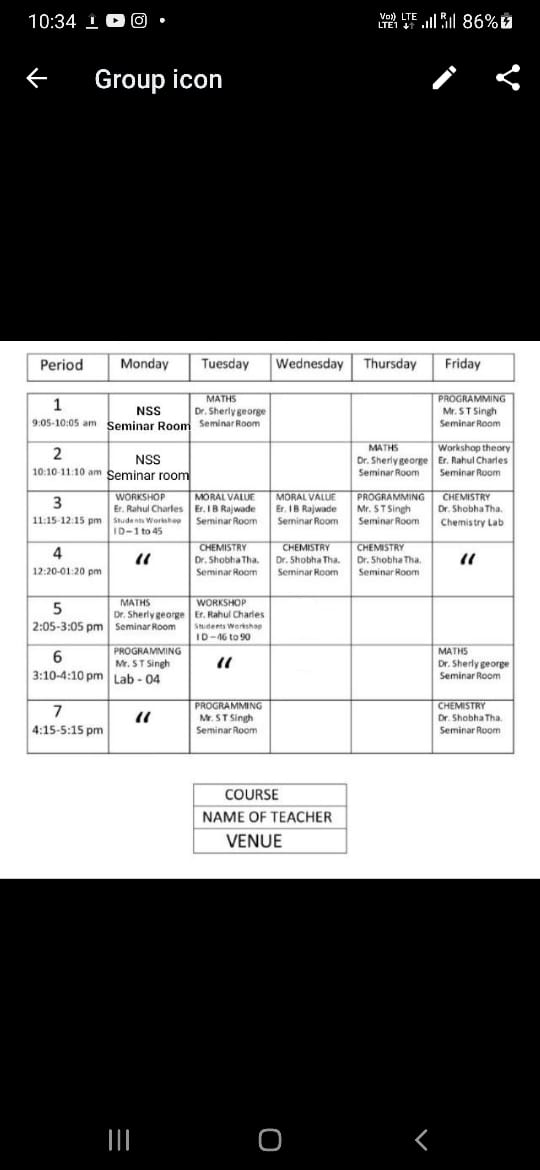 10:34
Vo)) LTE
LTE1 R 86%
Group icon
Period Monday Tuesday Wednesday Thursday Friday
1
9:05-10:05 am
NSS
Seminar Room
MATHS
Dr. Sherly george
Seminar Room
PROGRAMMING
Mr. S T Singh
Seminar Room
2
10:10-11:10 am
NSS
Seminar room
MATHS
Dr. Sherly george
Seminar Room
Workshop theory
Er. Rahul Charles
Seminar Room
3
11:15-12:15 pm
WORKSHOP
Er. Rahul Charles
Students Workshop
ID-1 to 45
MORAL VALUE
Er. I B Rajwade
Seminar Room
MORAL VALUE
Er. I B Rajwade
Seminar Room
PROGRAMMING
Mr. S T Singh
Seminar Room
CHEMISTRY
Dr. Shobha Tha.
Chemistry Lab
4
12:20-01:20 pm
“
CHEMISTRY
Dr. Shobha Tha.
Seminar Room
CHEMISTRY
Dr. Shobha Tha.
Seminar Room
CHEMISTRY
Dr. Shobha Tha.
Seminar Room
“
5
2:05-3:05 pm
MATHS
Dr. Sherly george
Seminar Room
WORKSHOP
Er. Rahul Charles
Students Workshop
ID-46 to 90
6
3:10-4:10 pm
PROGRAMMING
Mr. S T Singh
Lab - 04
“
MATHS
Dr. Sherly george
Seminar Room
7
4:15-5:15 pm
“
PROGRAMMING
Mr. S T Singh
Seminar Room
CHEMISTRY
Dr. Shobha Tha.
Seminar Room
COURSE
NAME OF TEACHER
VENUE